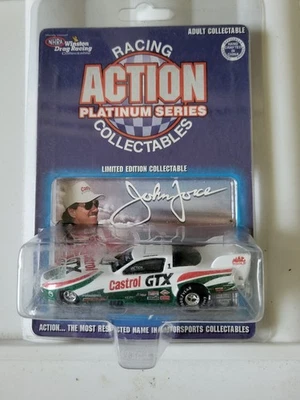 NHRA
Winston
Drag Racing
ADULT COLLECTABLE
RACING
ACTION
PLATINUM SERIES
COLLECTABLES
LIMITED EDITION COLLECTABLE
John Force
Castrol GTX
ACTION... THE MOST RESPECTED NAME IN MOTORSPORTS COLLECTABLES